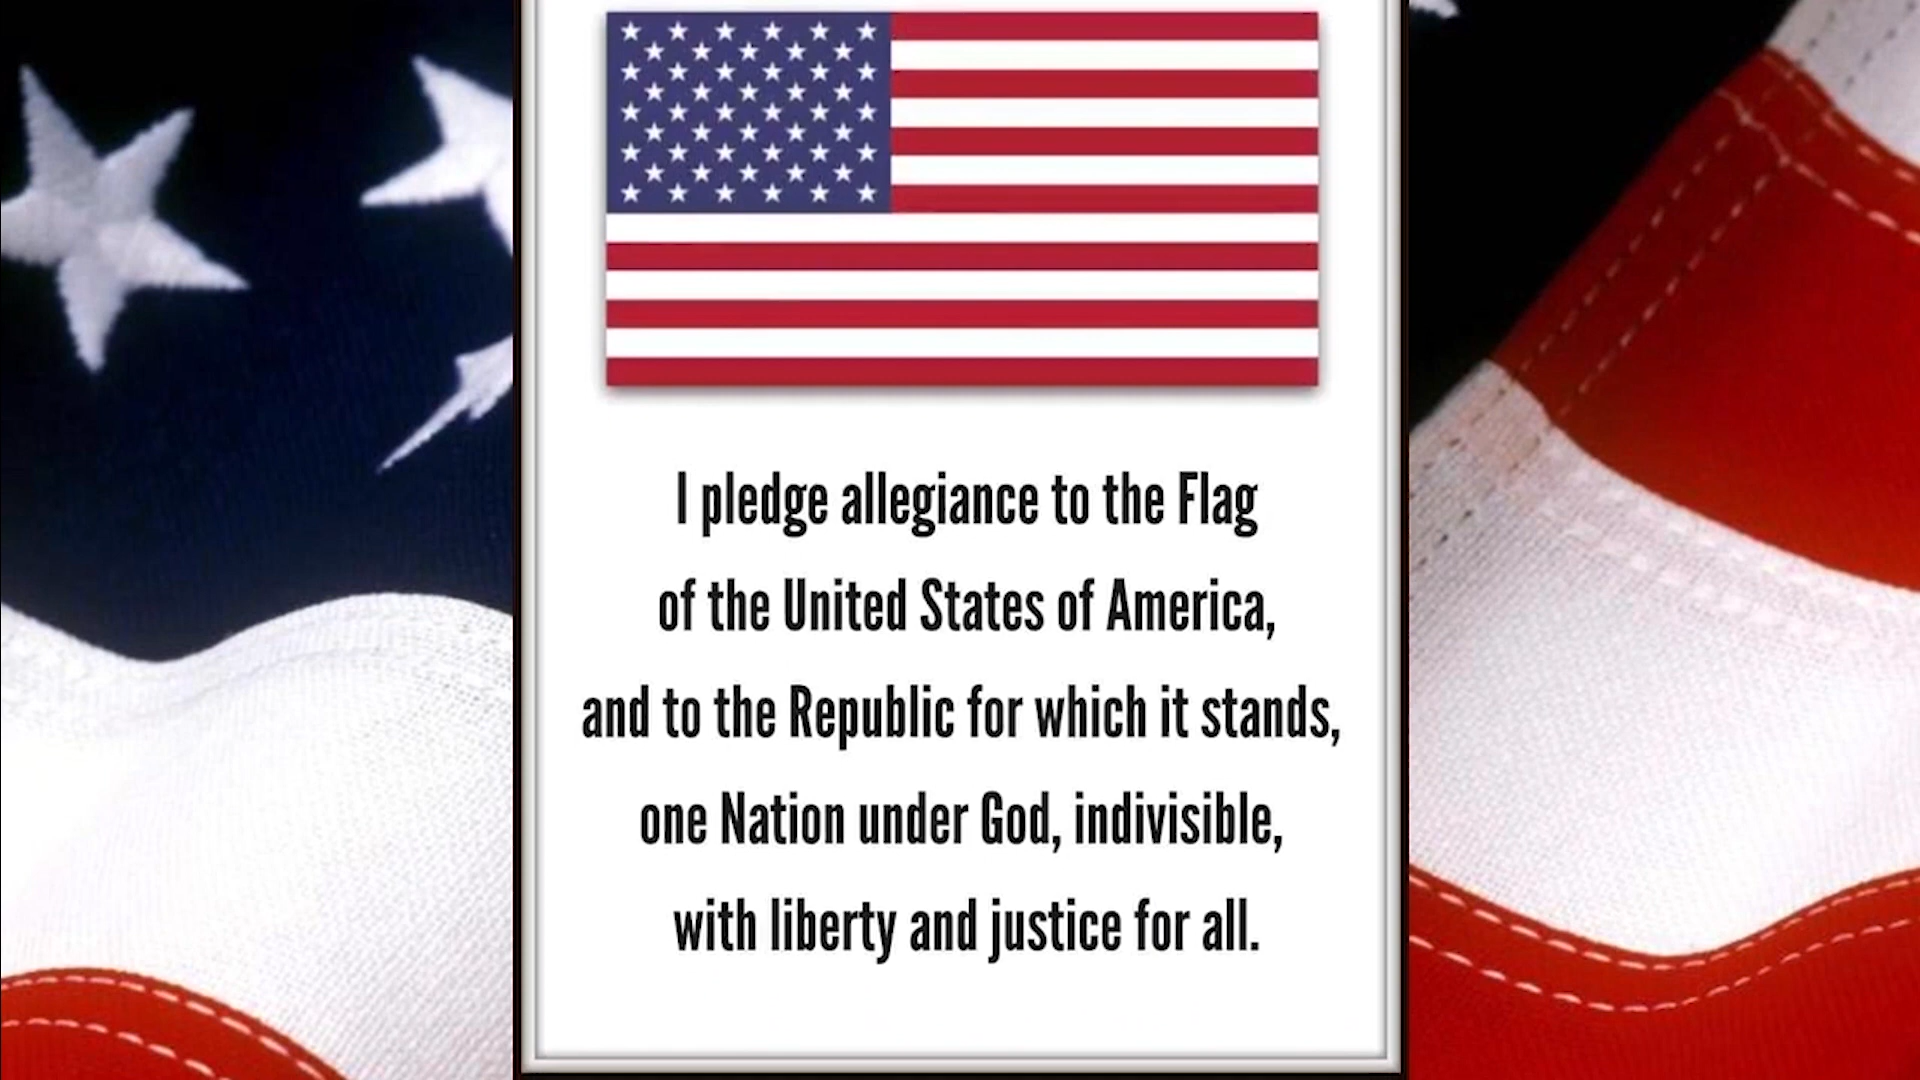 I pledge allegiance to the Flag
of the United States of America,
and to the Republic for which it stands,
one Nation under God, indivisible,
with liberty and justice for all.